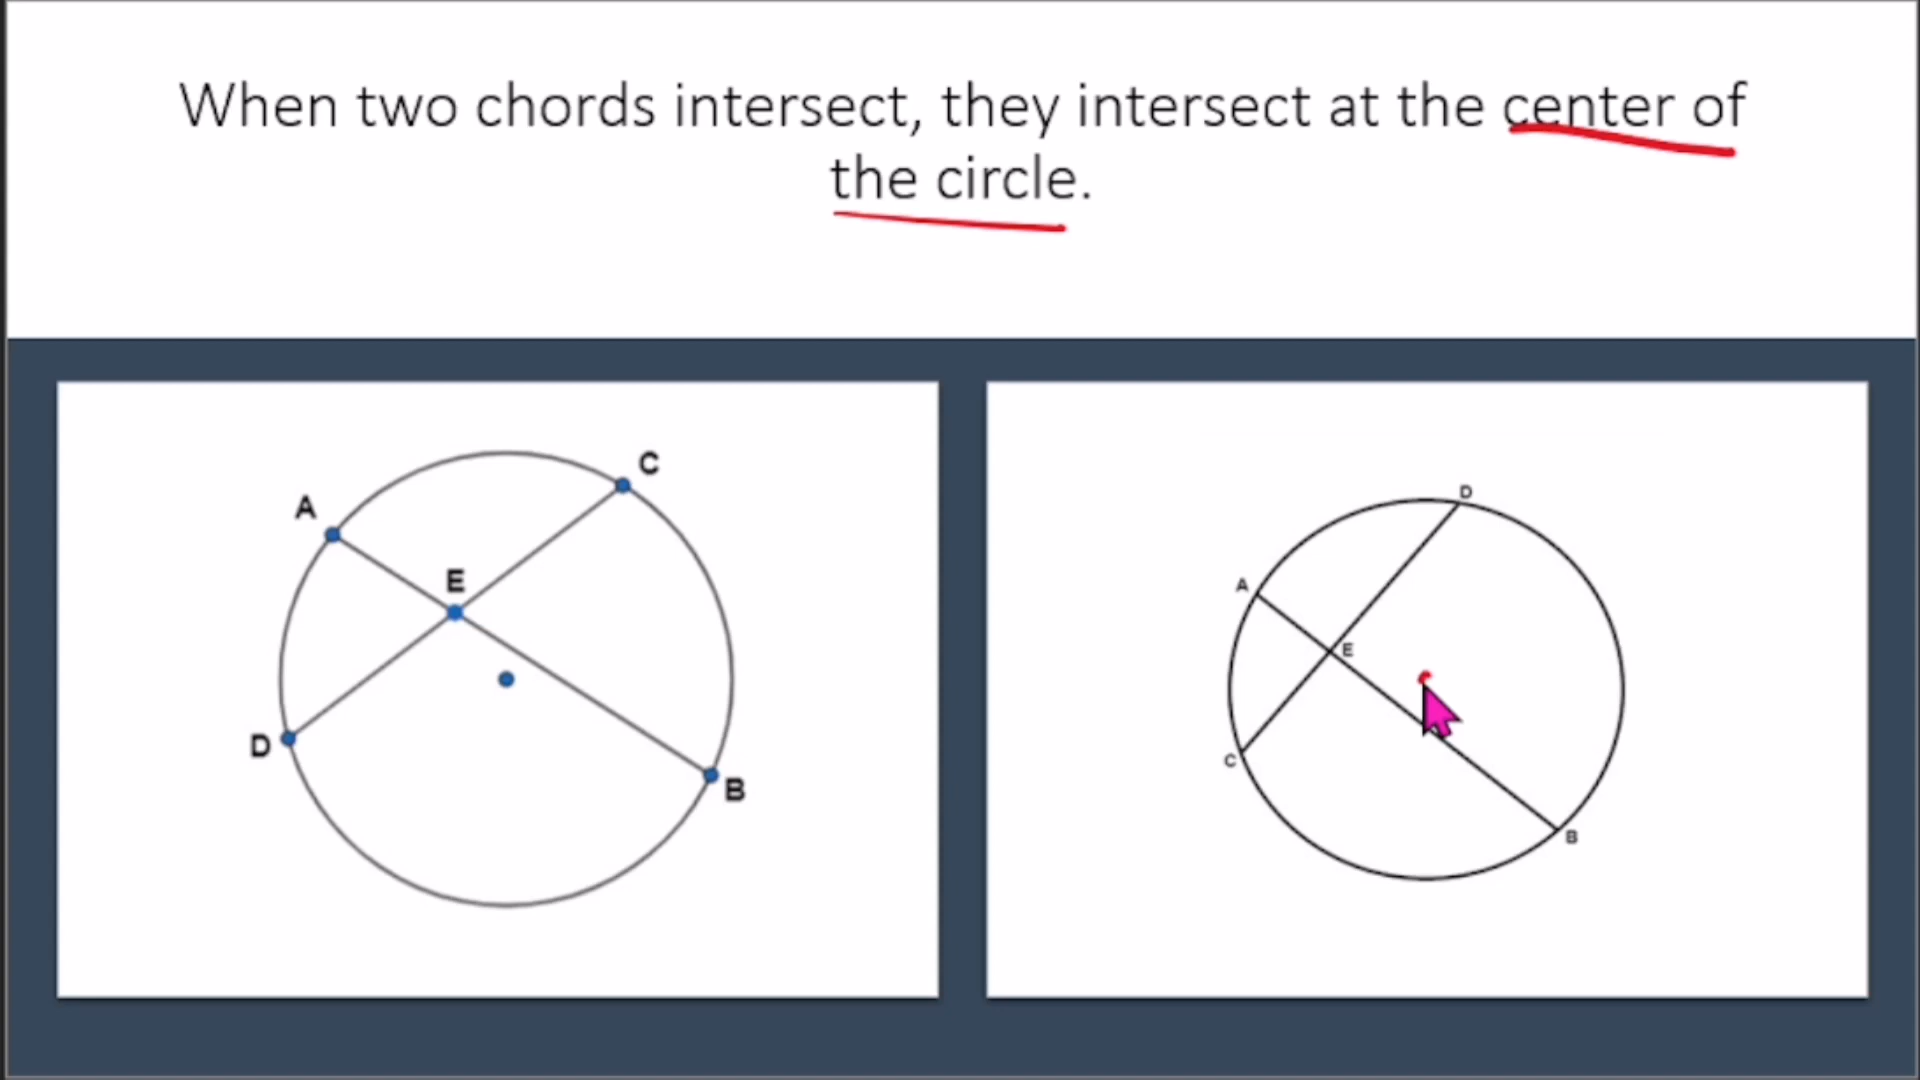 When two chords intersect, they intersect at the center of
the circle.
C
A
E
D
B
D
A
E
C
B